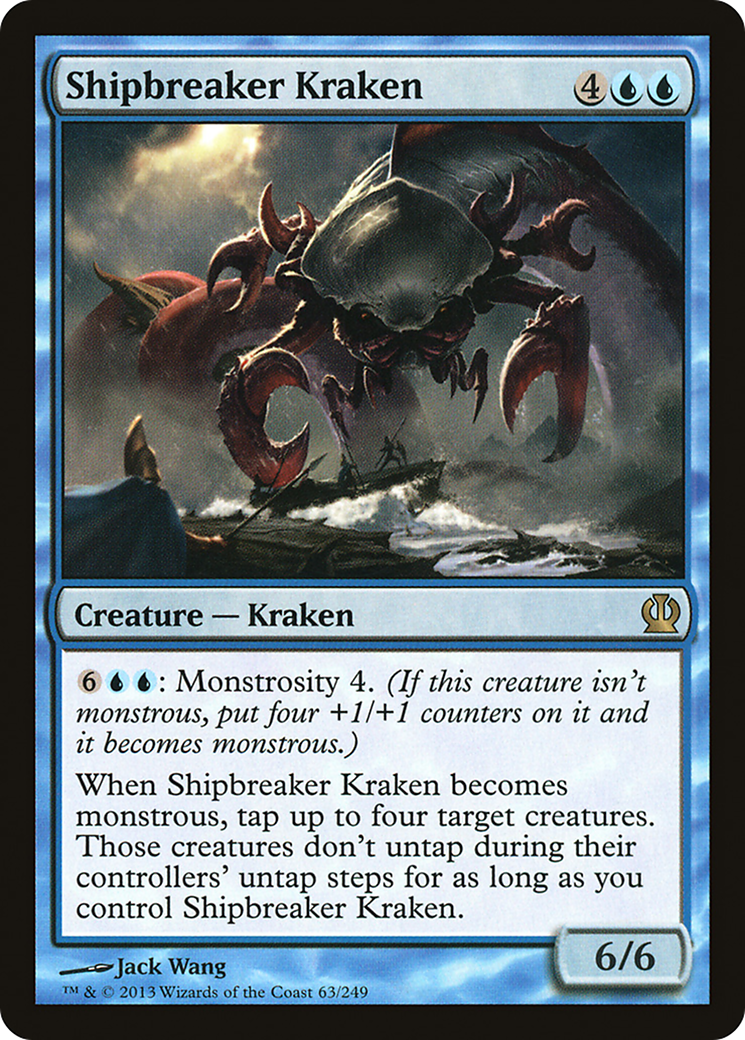 Shipbreaker Kraken 4
Creature — Kraken
6: Monstrosity 4. (If this creature isn't
monstrous, put four +1/+1 counters on it and
it becomes monstrous.)
When Shipbreaker Kraken becomes
monstrous, tap up to four target creatures.
Those creatures don't untap during their
controllers' untap steps for as long as you
control Shipbreaker Kraken.
6/6
Jack Wang
™ & © 2013 Wizards of the Coast 63/249